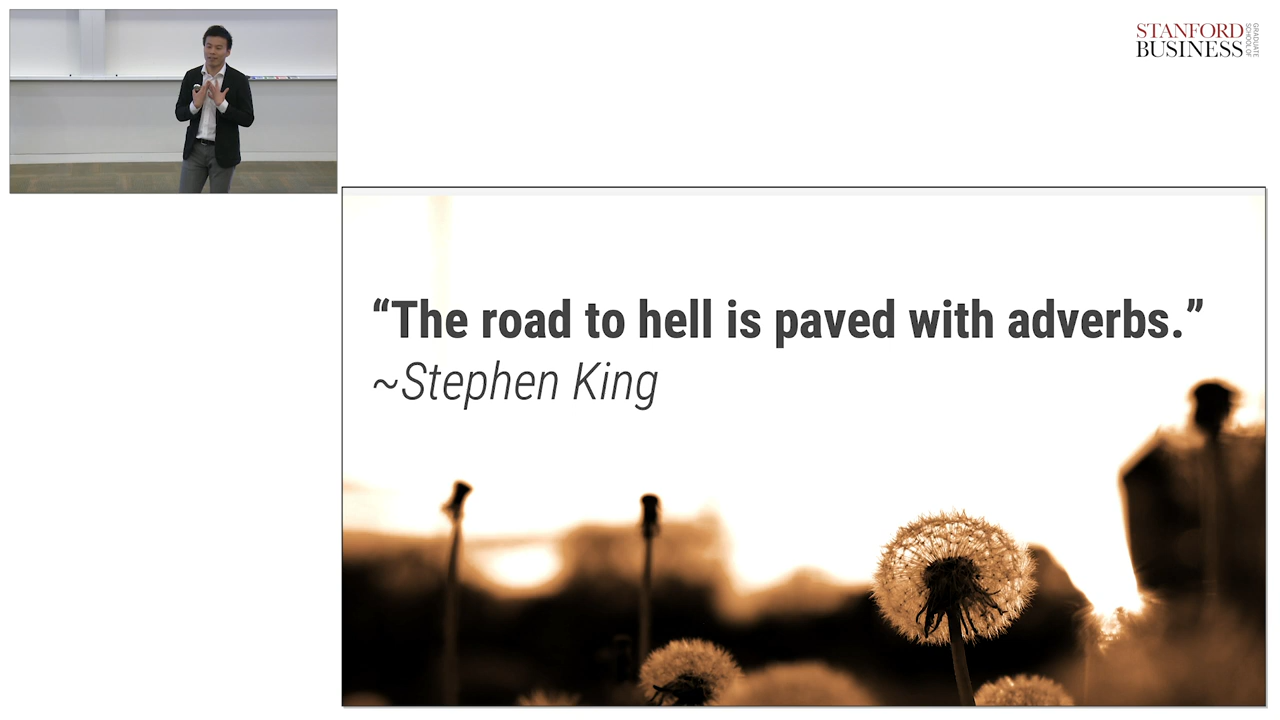 STANFORD
BUSINESS
GRADUATE
SCHOOL OF
“The road to hell is paved with adverbs.”
~Stephen King